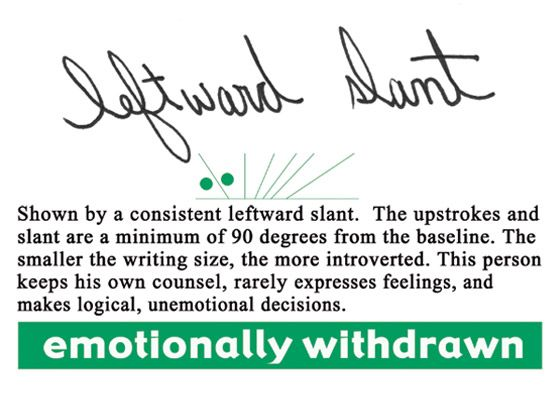 leftward slant
Shown by a consistent leftward slant. The upstrokes and
slant are a minimum of 90 degrees from the baseline. The
smaller the writing size, the more introverted. This person
keeps his own counsel, rarely expresses feelings, and
makes logical, unemotional decisions.
emotionally withdrawn